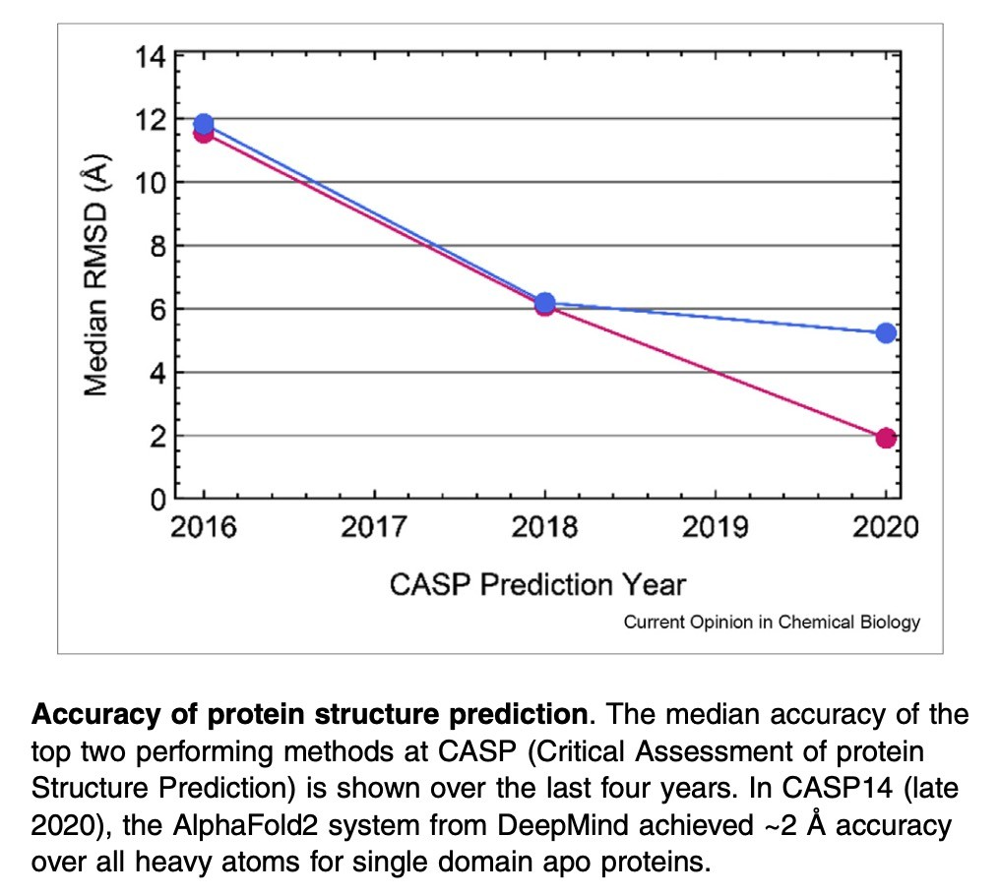 14
12
10
8
6
4
2
0
Median RMSD (Å)
2016 2017 2018 2019 2020
CASP Prediction Year
Current Opinion in Chemical Biology
Accuracy of protein structure prediction. The median accuracy of the
top two performing methods at CASP (Critical Assessment of protein
Structure Prediction) is shown over the last four years. In CASP14 (late
2020), the AlphaFold2 system from DeepMind achieved ~2 Å accuracy
over all heavy atoms for single domain apo proteins.